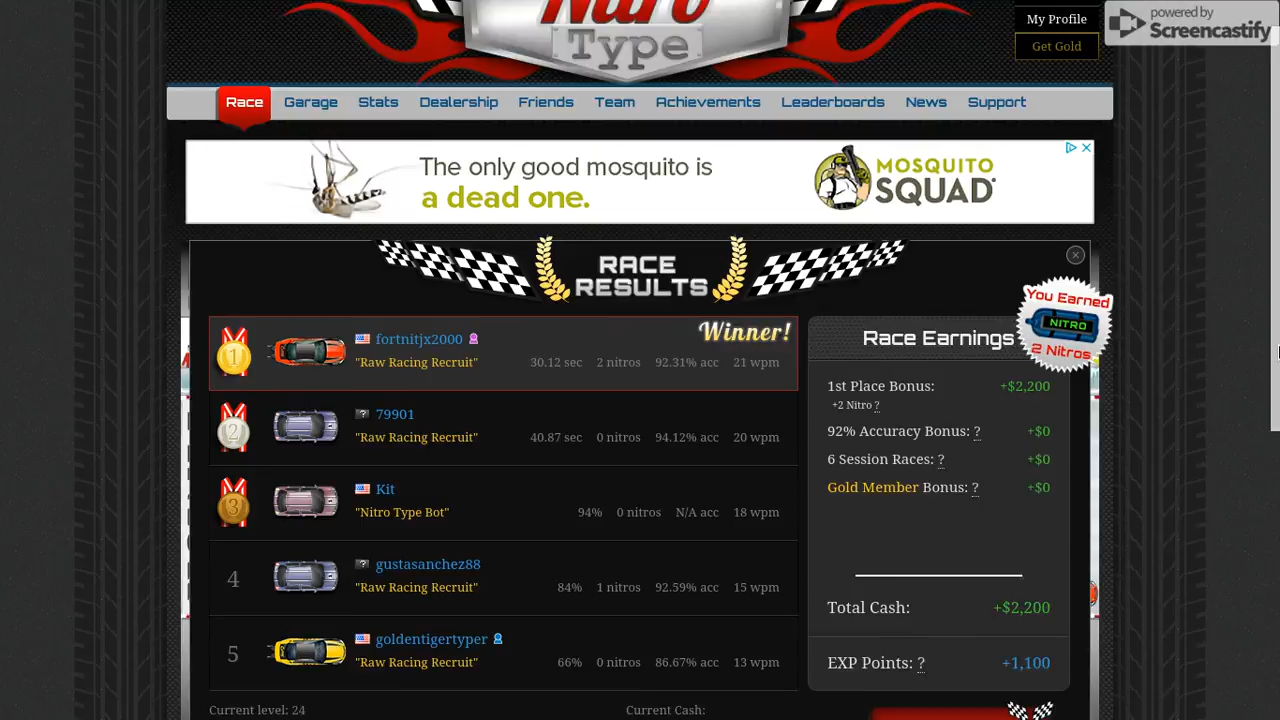 Nitro
Type
My Profile
Get Gold
powered by
Screencastify
Race Garage Stats Dealership Friends Team Achievements Leaderboards News Support
The only good mosquito is
a dead one.
MOSQUITO
SQUAD
RACE
RESULTS
You Earned
NITRO
2 Nitros
1 fortnitjx2000 Winner!
"Raw Racing Recruit" 30.12 sec 2 nitros 92.31% acc 21 wpm
2 ? 79901
"Raw Racing Recruit" 40.87 sec 0 nitros 94.12% acc 20 wpm
3 Kit
"Nitro Type Bot" 94% 0 nitros N/A acc 18 wpm
4 ? gustasanchez88
"Raw Racing Recruit" 84% 1 nitros 92.59% acc 15 wpm
5 goldentigertyper
"Raw Racing Recruit" 66% 0 nitros 86.67% acc 13 wpm
Race Earnings
1st Place Bonus: +$2,200
+2 Nitro ?
92% Accuracy Bonus: ? +$0
6 Session Races: ? +$0
Gold Member Bonus: ? +$0
Total Cash: +$2,200
EXP Points: ? +1,100
Current level: 24 Current Cash: